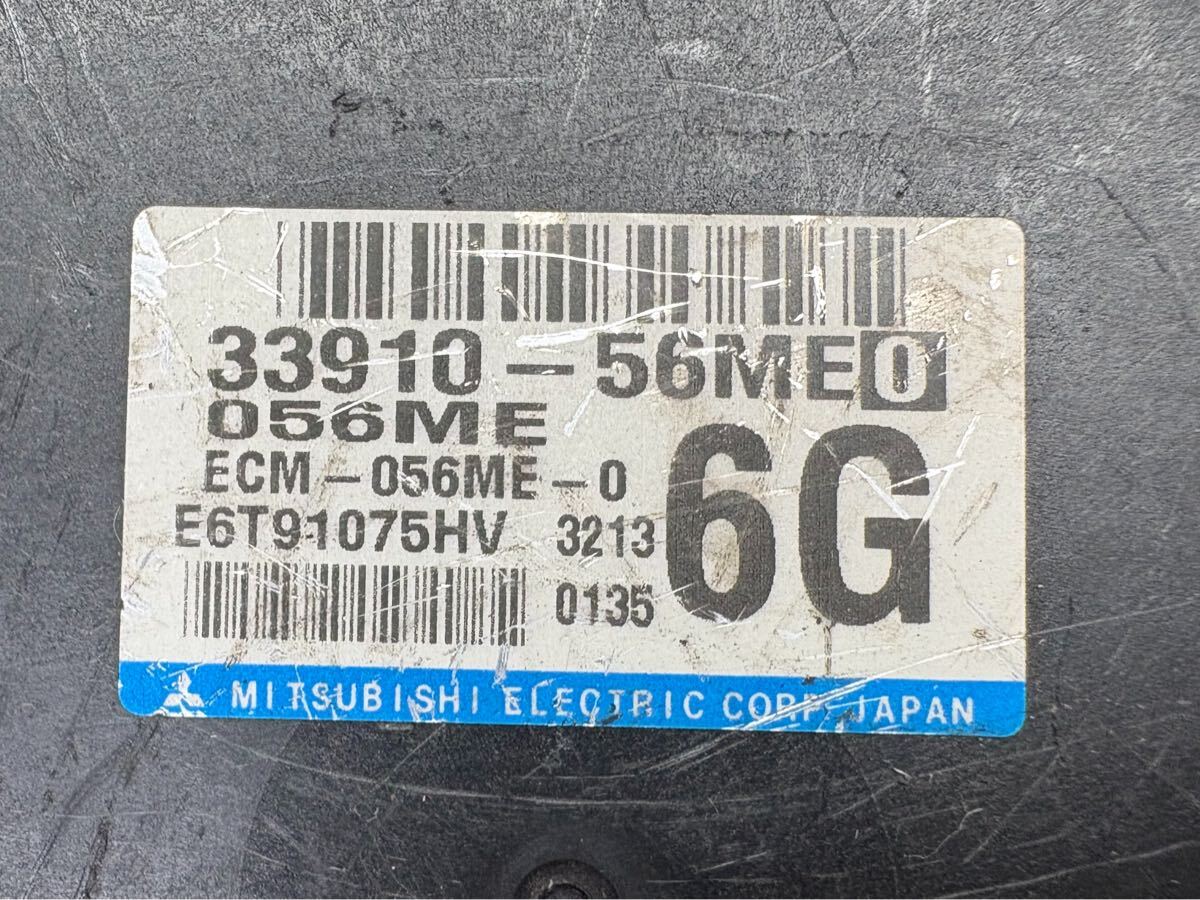 33910-56ME0
056ME
ECM-056ME-0
E6T91075HV 3213
0135
6G
MITSUBISHI ELECTRIC CORP. JAPAN